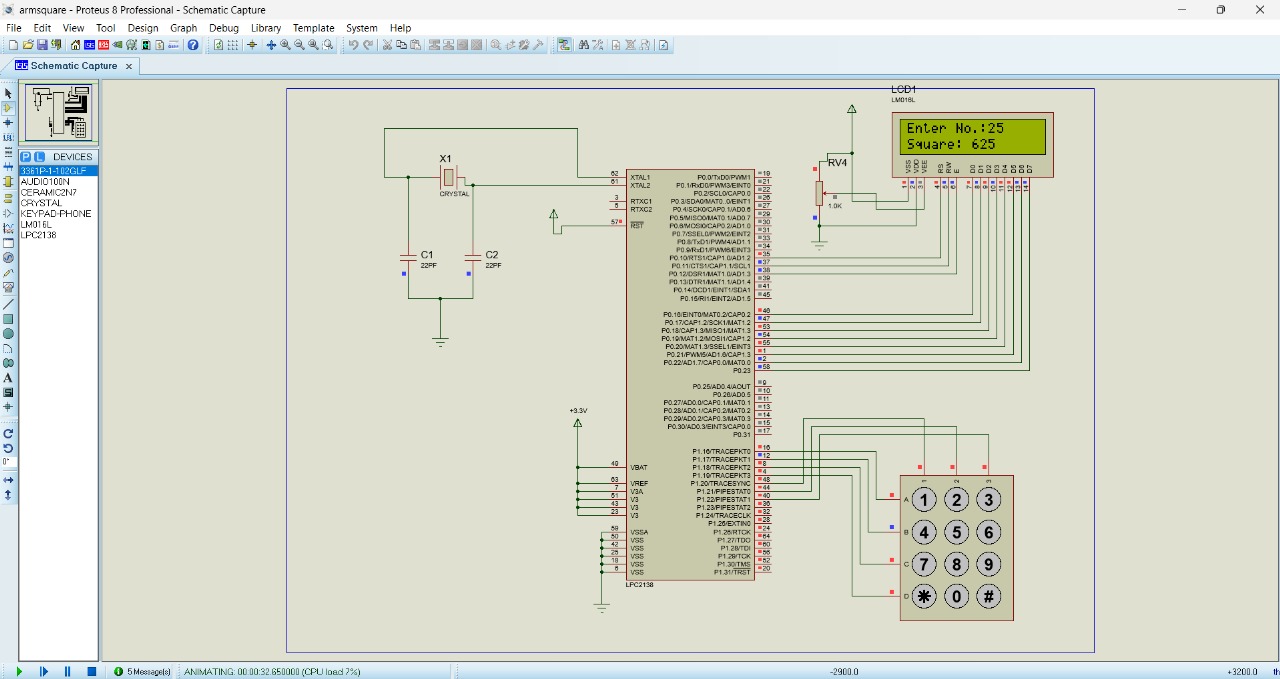 armsquare - Proteus 8 Professional - Schematic Capture
File Edit View Tool Design Graph Debug Library Template System Help
Schematic Capture
P L DEVICES
3361P-1-102GLF
AUDIO100N
CERAMIC2N7
CRYSTAL
KEYPAD-PHONE
LM016L
LPC2138
LCD1
LM016L
Enter No.:25
Square: 625
VSS VDD VEE RS RW E D0 D1 D2 D3 D4 D5 D6 D7
1 2 3 4 5 6 7 8 9 10 11 12 13 14
RV4
1.0K
X1
CRYSTAL
C1
22PF
C2
22PF
62 XTAL1
61 XTAL2
3 RTXC1
5 RTXC2
57 RST
+3.3V
49 VBAT
63 VREF
7 V3A
51 V3
43 V3
23 V3
59 VSSA
50 VSS
42 VSS
25 VSS
18 VSS
6 VSS
LPC2138
P0.0/TxD0/PWM1 19
P0.1/RxD0/PWM3/EINT0 21
P0.2/SCL0/CAP0.0 22
P0.3/SDA0/MAT0.0/EINT1 26
P0.4/SCK0/CAP0.1/AD0.6 27
P0.5/MISO0/MAT0.1/AD0.7 29
P0.6/MOSI0/CAP0.2/AD1.0 30
P0.7/SSEL0/PWM2/EINT2 31
P0.8/TxD1/PWM4/AD1.1 33
P0.9/RxD1/PWM6/EINT3 34
P0.10/RTS1/CAP1.0/AD1.2 35
P0.11/CTS1/CAP1.1/SCL1 37
P0.12/DSR1/MAT1.0/AD1.3 38
P0.13/DTR1/MAT1.1/AD1.4 39
P0.14/DCD1/EINT1/SDA1 41
P0.15/RI1/EINT2/AD1.5 45
P0.16/EINT0/MAT0.2/CAP0.2 46
P0.17/CAP1.2/SCK1/MAT1.2 47
P0.18/CAP1.3/MISO1/MAT1.3 53
P0.19/MAT1.2/MOSI1/CAP1.2 54
P0.20/MAT1.3/SSEL1/EINT3 55
P0.21/PWM5/AD1.6/CAP1.3 1
P0.22/AD1.7/CAP0.0/MAT0.0 2
P0.23 58
P0.25/AD0.4/AOUT 9
P0.26/AD0.5 10
P0.27/AD0.0/CAP0.1/MAT0.1 11
P0.28/AD0.1/CAP0.2/MAT0.2 13
P0.29/AD0.2/CAP0.3/MAT0.3 14
P0.30/AD0.3/EINT3/CAP0.0 15
P0.31 17
P1.16/TRACEPKT0 16
P1.17/TRACEPKT1 12
P1.18/TRACEPKT2 8
P1.19/TRACEPKT3 4
P1.20/TRACESYNC 48
P1.21/PIPESTAT0 44
P1.22/PIPESTAT1 40
P1.23/PIPESTAT2 36
P1.24/TRACECLK 32
P1.25/EXTIN0 28
P1.26/RTCK 24
P1.27/TDO 64
P1.28/TDI 60
P1.29/TCK 56
P1.30/TMS 52
P1.31/TRST 20
1 2 3
A 1 2 3
B 4 5 6
C 7 8 9
D * 0 #
0°
5 Message(s) ANIMATING: 00:00:32.650000 (CPU load 7%) -2900.0 +3200.0 th